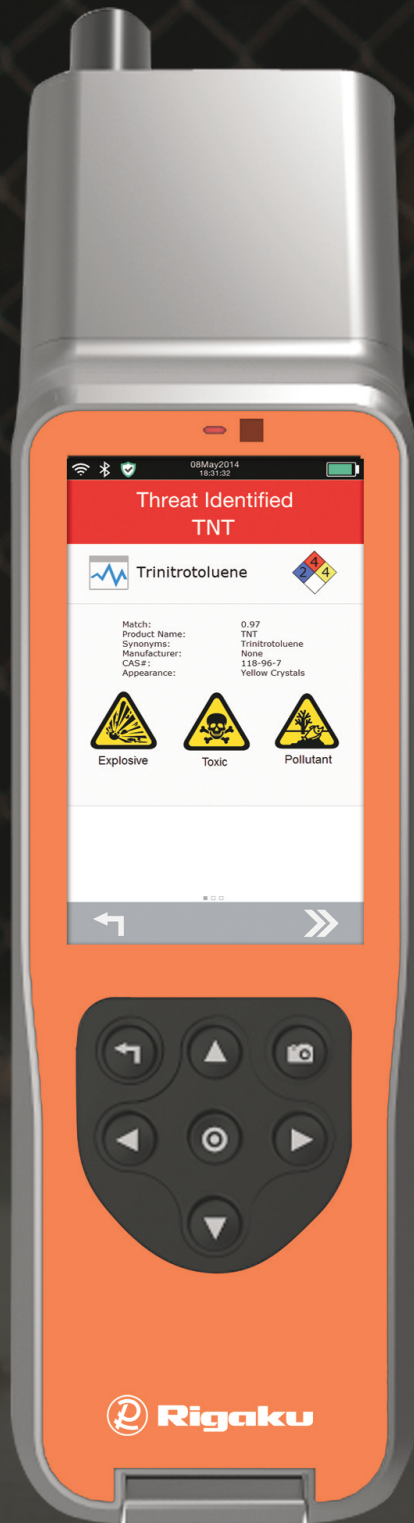 08May2014
18:31:32
Threat Identified
TNT
Trinitrotoluene
4
2 4
Match: 0.97
Product Name: TNT
Synonyms: Trinitrotoluene
Manufacturer: None
CAS#: 118-96-7
Appearance: Yellow Crystals
Explosive Toxic Pollutant
Rigaku